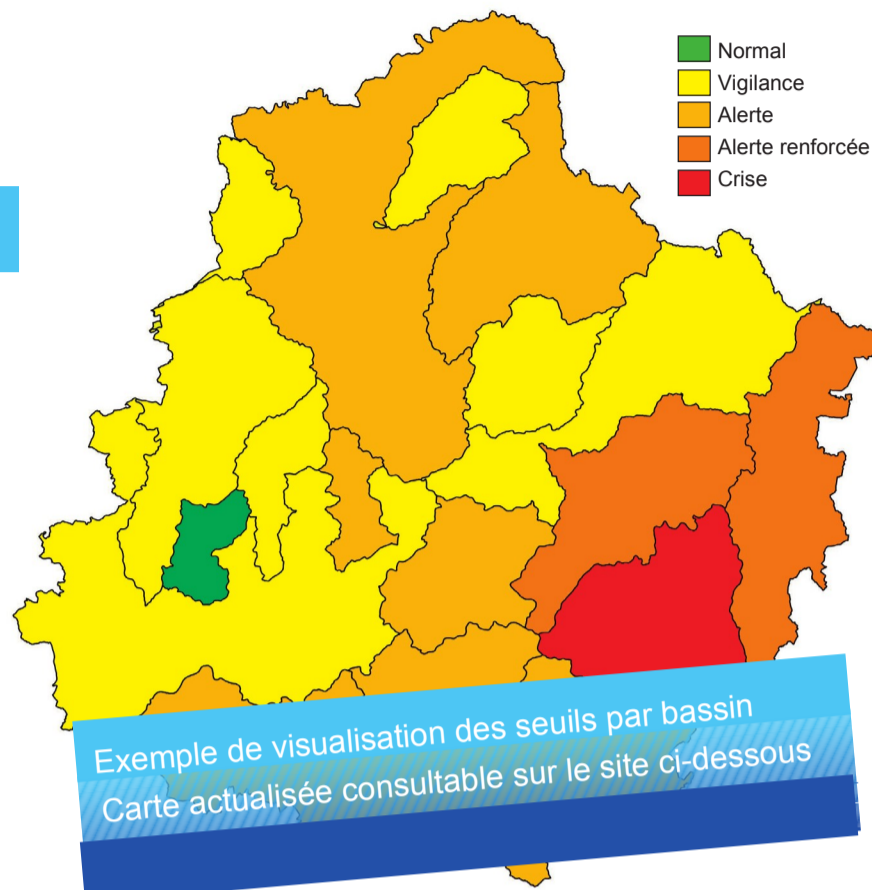 Normal
Vigilance
Alerte
Alerte renforcée
Crise
Exemple de visualisation des seuils par bassin
Carte actualisée consultable sur le site ci-dessous